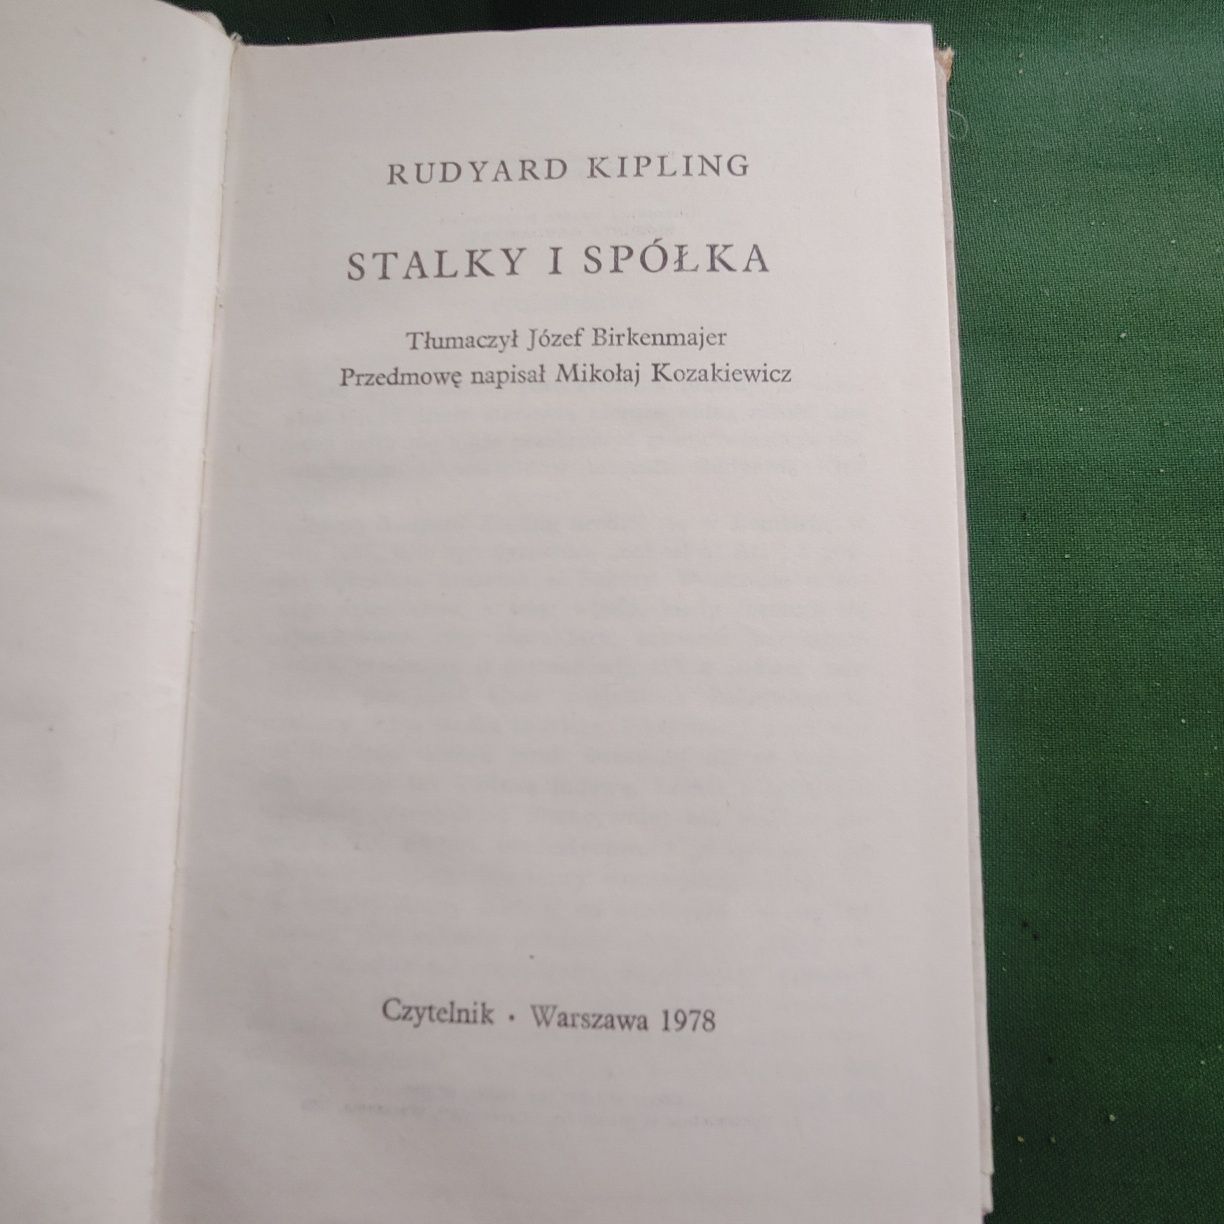 RUDYARD KIPLING
STALKY I SPÓŁKA
Tłumaczył Józef Birkenmajer
Przedmowę napisał Mikołaj Kozakiewicz
Czytelnik · Warszawa 1978